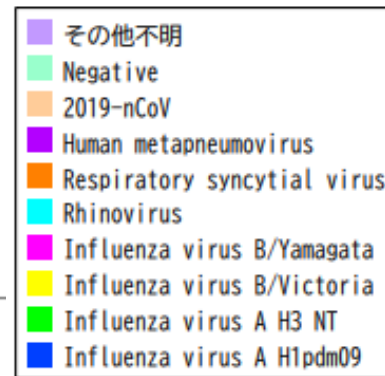 その他不明
Negative
2019-nCoV
Human metapneumovirus
Respiratory syncytial virus
Rhinovirus
Influenza virus B/Yamagata
Influenza virus B/Victoria
Influenza virus A H3 NT
Influenza virus A H1pdm09